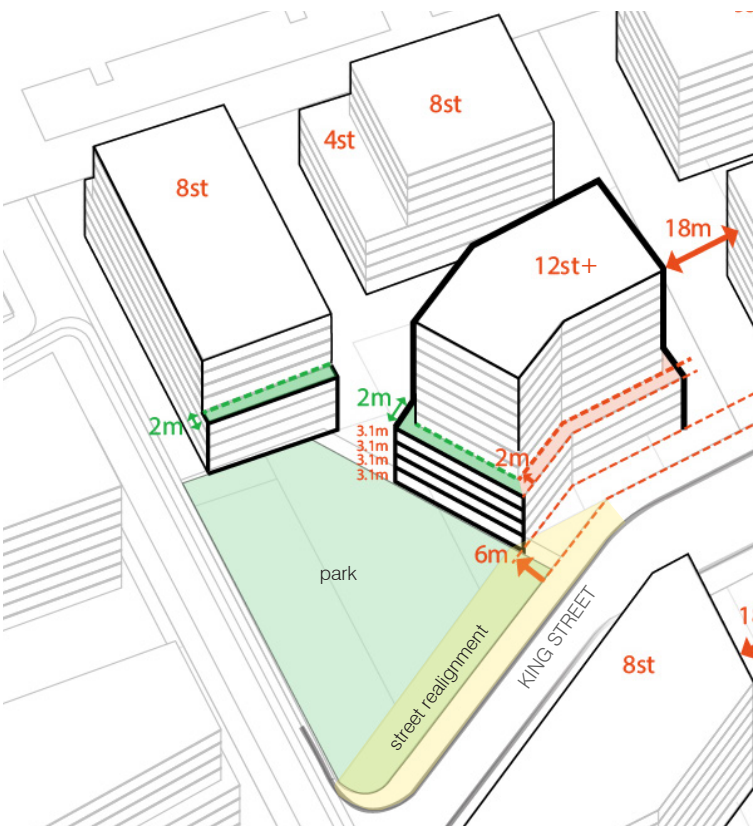 8st
4st
8st
18m
12st+
2m
2m
3.1m
3.1m
3.1m
3.1m
2m
6m
park
street realignment
KING STREET
8st